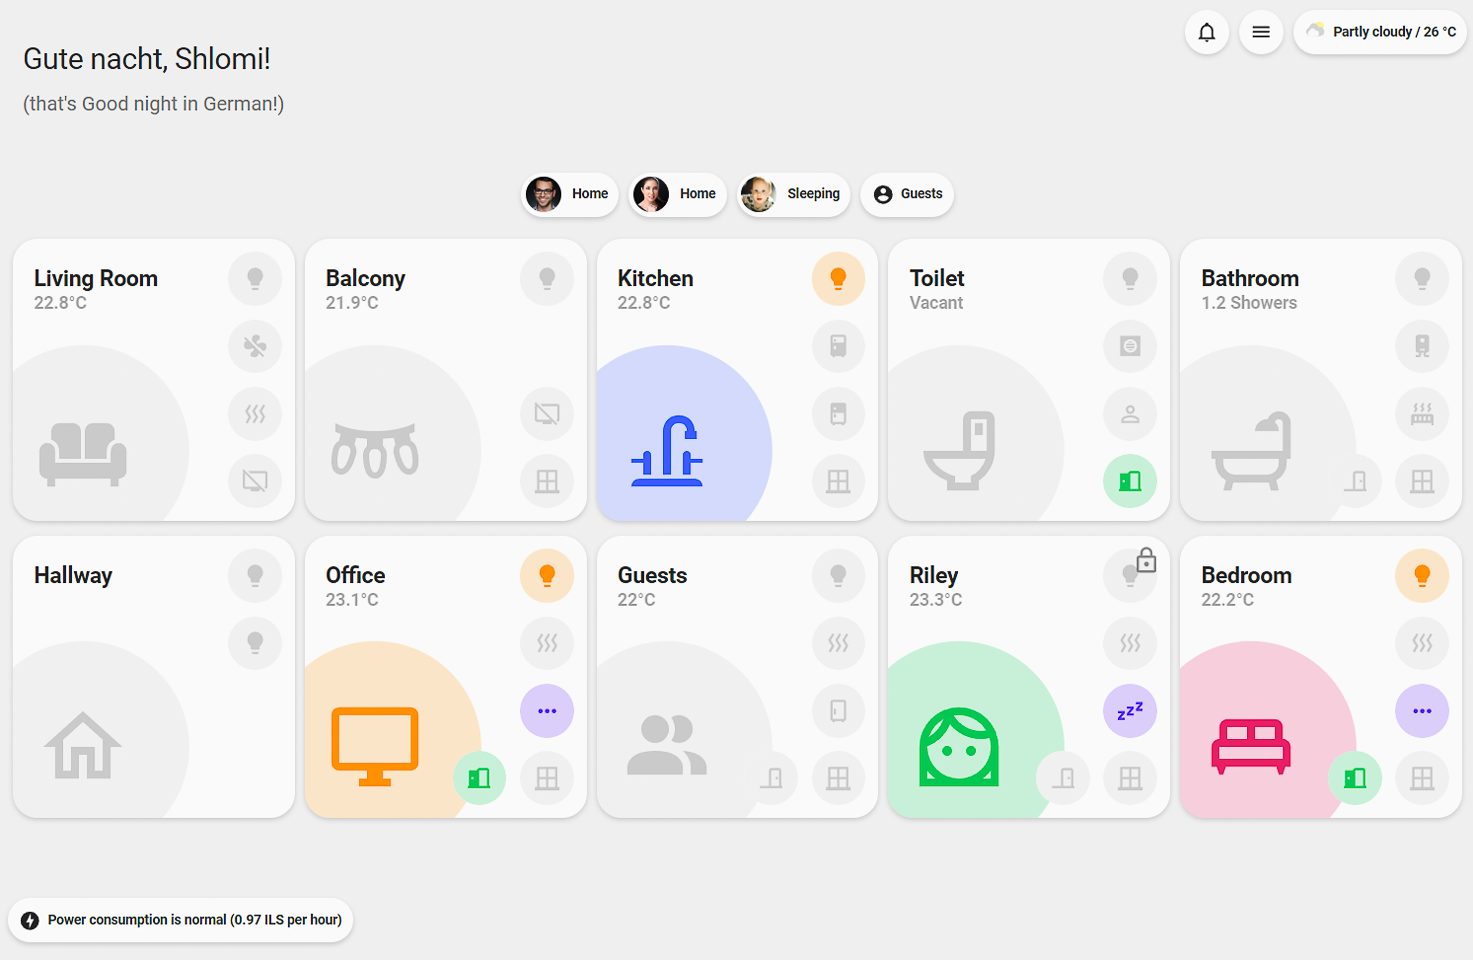 Gute nacht, Shlomi!
(that's Good night in German!)
Partly cloudy / 26 °C
Home
Home
Sleeping
Guests
Living Room
22.8°C
Balcony
21.9°C
Kitchen
22.8°C
Toilet
Vacant
Bathroom
1.2 Showers
Hallway
Office
23.1°C
Guests
22°C
Riley
23.3°C
zzz
Bedroom
22.2°C
Power consumption is normal (0.97 ILS per hour)